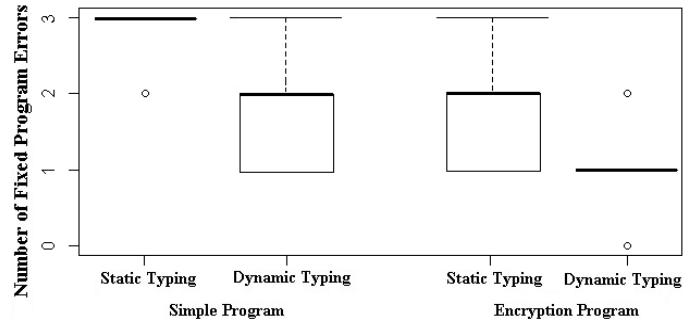 Number of Fixed Program Errors
3
2
1
0
Static Typing
Dynamic Typing
Static Typing
Dynamic Typing
Simple Program
Encryption Program